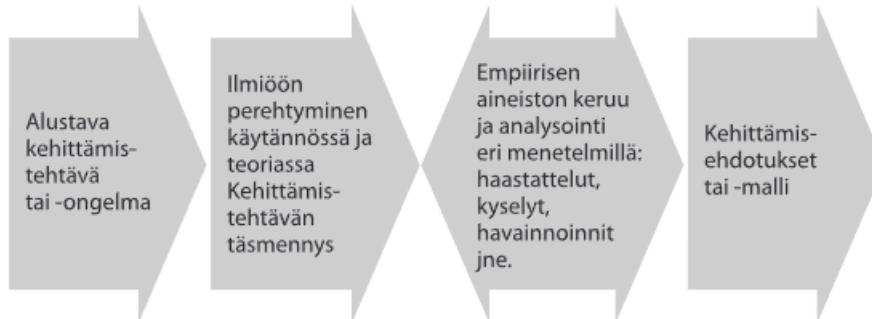 Alustava
kehittämis-
tehtävä
tai -ongelma
Ilmiöön
perehtyminen
käytännössä ja
teoriassa
Kehittämis-
tehtävän
täsmennys
Empiirisen
aineiston keruu
ja analysointi
eri menetelmillä:
haastattelut,
kyselyt,
havainnoinnit
jne.
Kehittämis-
ehdotukset
tai -malli